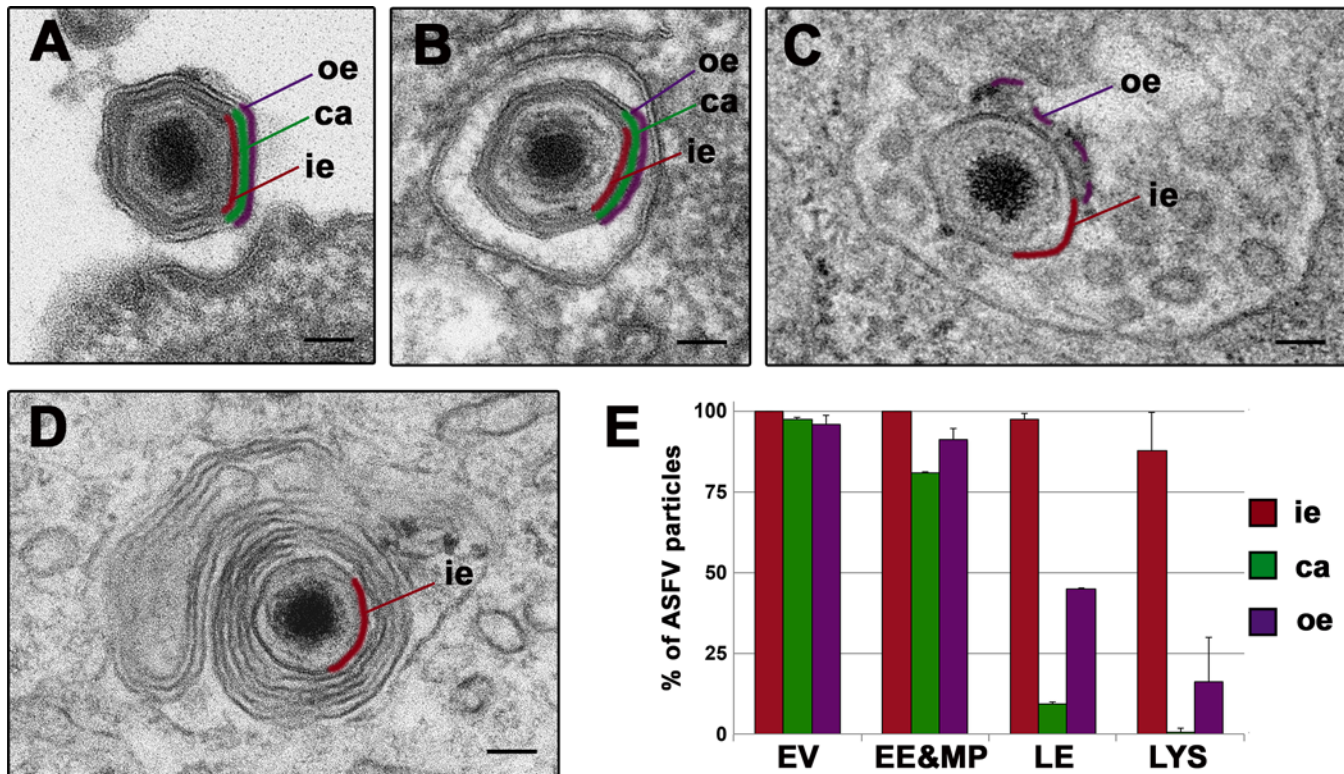 A
oe
ca
ie
B
oe
ca
ie
C
oe
ie
D
ie
E
% of ASFV particles
100
75
50
25
0
EV EE&MP LE LYS
ie
ca
oe